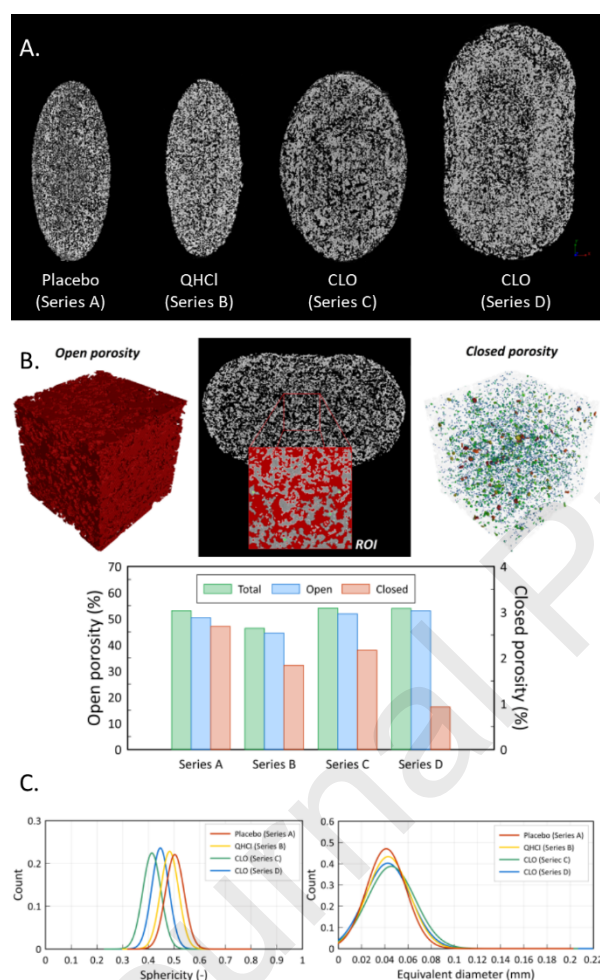 A.
Placebo QHCl CLO CLO
(Series A) (Series B) (Series C) (Series D)
B.
Open porosity Closed porosity
ROI
70 4
60
50 3
40
30 2
20 1
10
0 0
Total Open Closed
Open porosity (%)
Closed porosity (%)
Series A Series B Series C Series D
C.
0.3
0.2
0.1
0
Count
Placebo (Series A)
QHCl (Series B)
CLO (Series C)
CLO (Series D)
0 0.1 0.2 0.3 0.4 0.5 0.6 0.7 0.8 0.9 1
Sphericity (-)
0.6
0.5
0.4
0.3
0.2
0.1
0
Count
Placebo (Series A)
QHCl (Series B)
CLO (Seriec C)
CLO (Series D)
0 0.02 0.04 0.06 0.08 0.1 0.12 0.14 0.16 0.18 0.2 0.22
Equivalent diameter (mm)